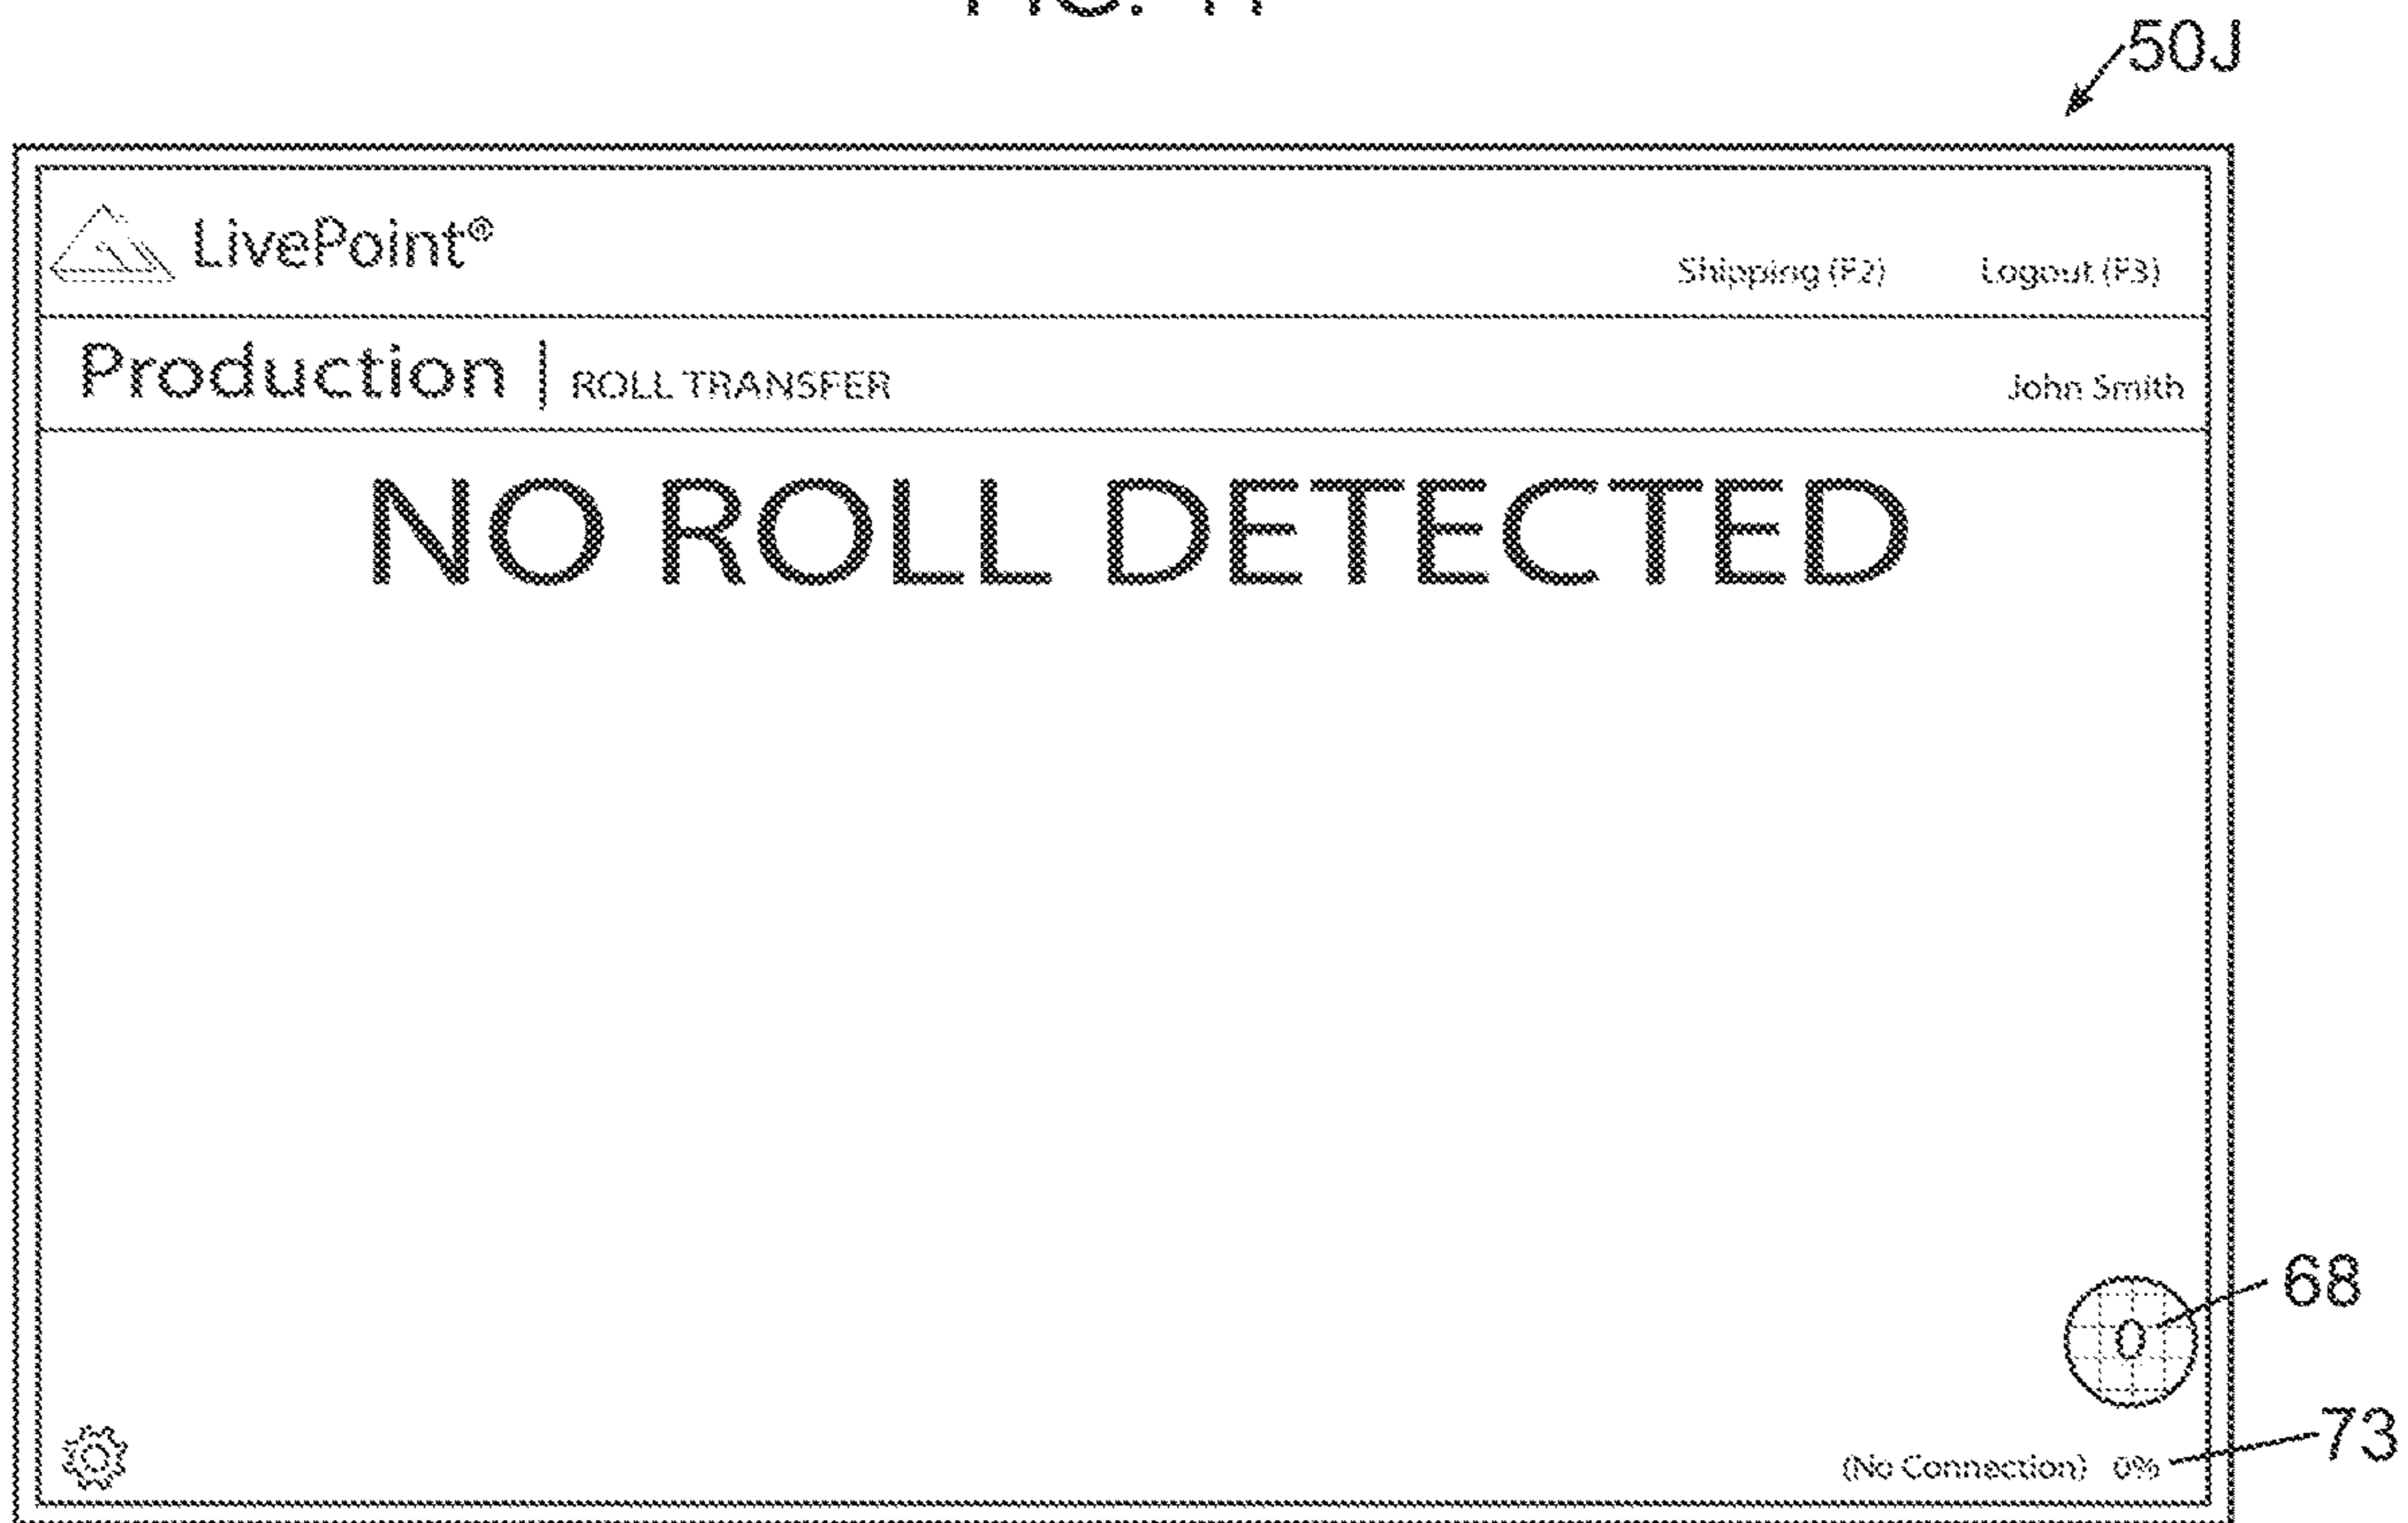 50J
LivePoint®
Shipping (F2) Logout (F3)
Production | ROLL TRANSFER
John Smith
NO ROLL DETECTED
0
68
(No Connection) 0%
73